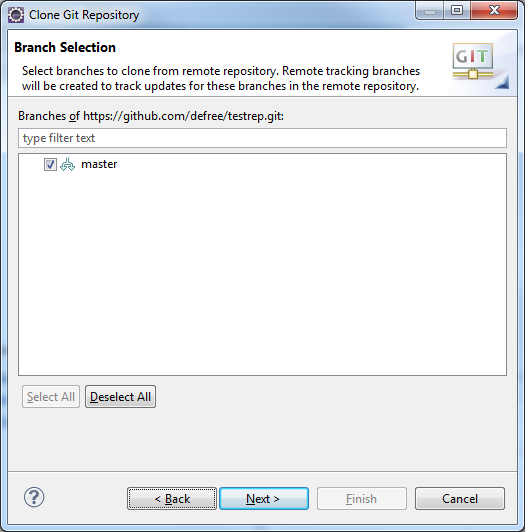 Clone Git Repository
Branch Selection
Select branches to clone from remote repository. Remote tracking branches
will be created to track updates for these branches in the remote repository.
GIT
Branches of https://github.com/defree/testrep.git:
type filter text
master
Select All
Deselect All
?
< Back
Next >
Finish
Cancel